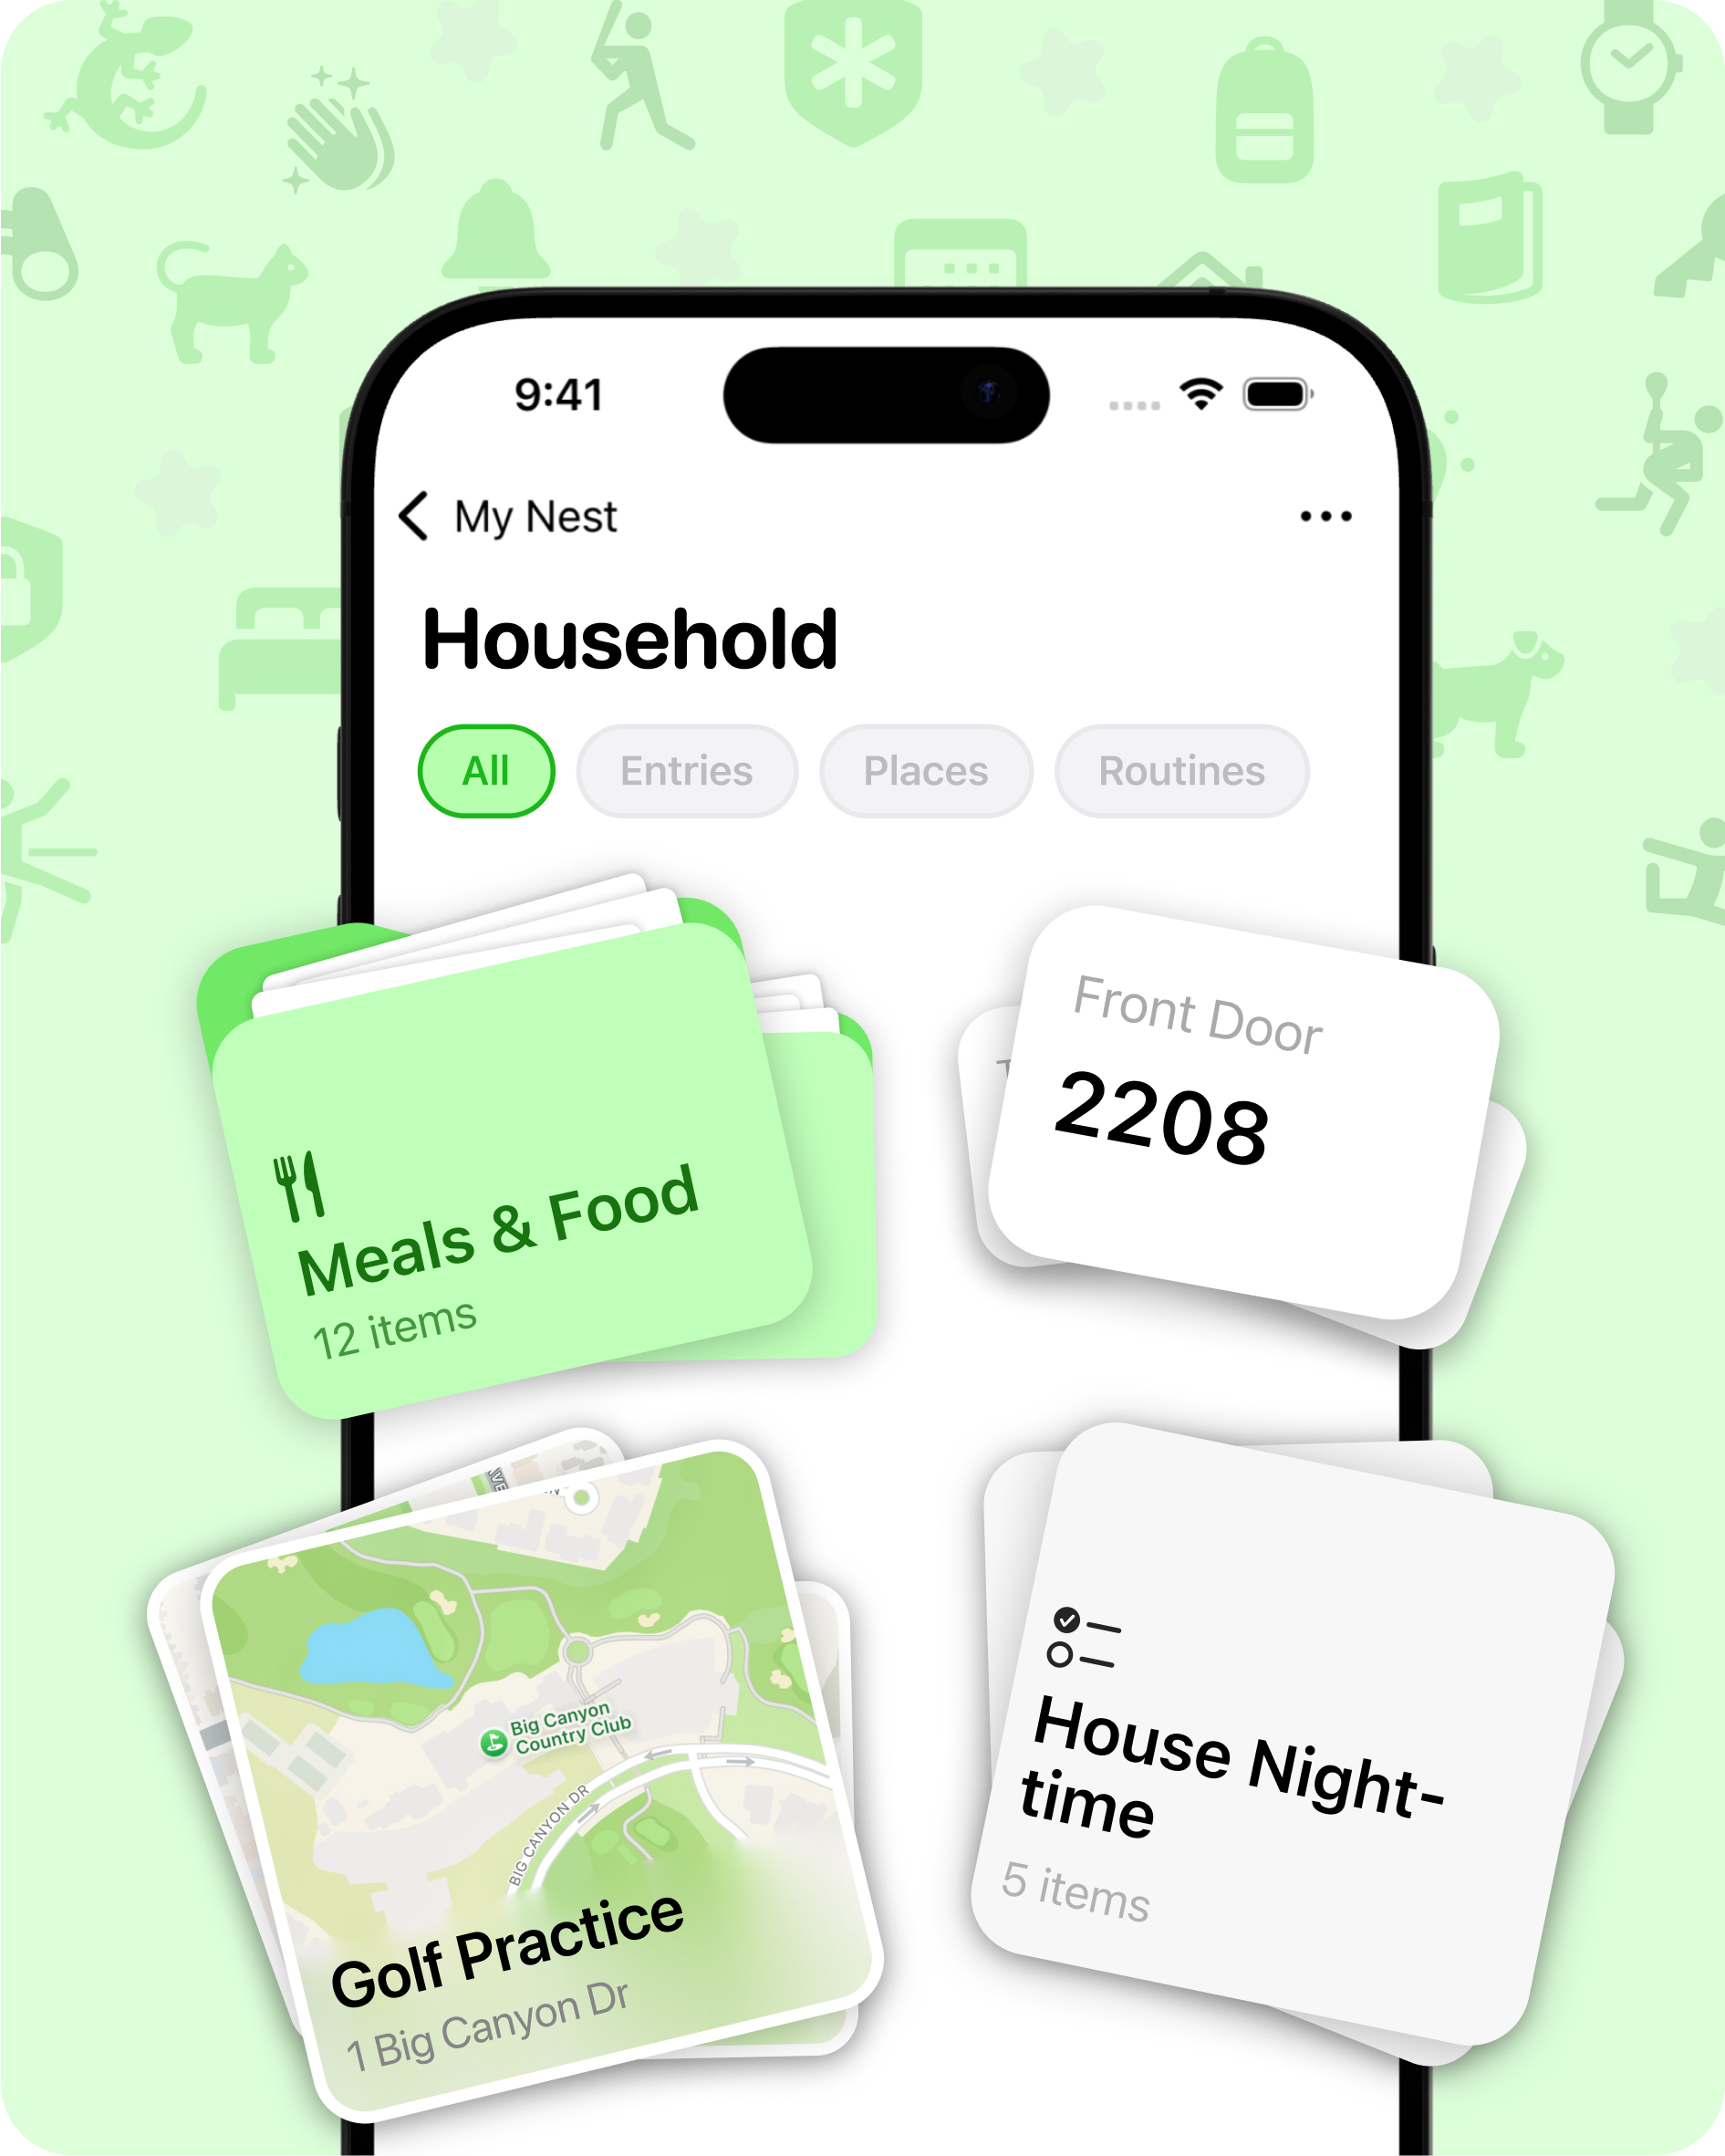 9:41
My Nest
Household
All
Entries
Places
Routines
Front Door
2208
Meals & Food
12 items
Big Canyon
Country Club
BIG CANYON DR
Golf Practice
1 Big Canyon Dr
House Night-
time
5 items